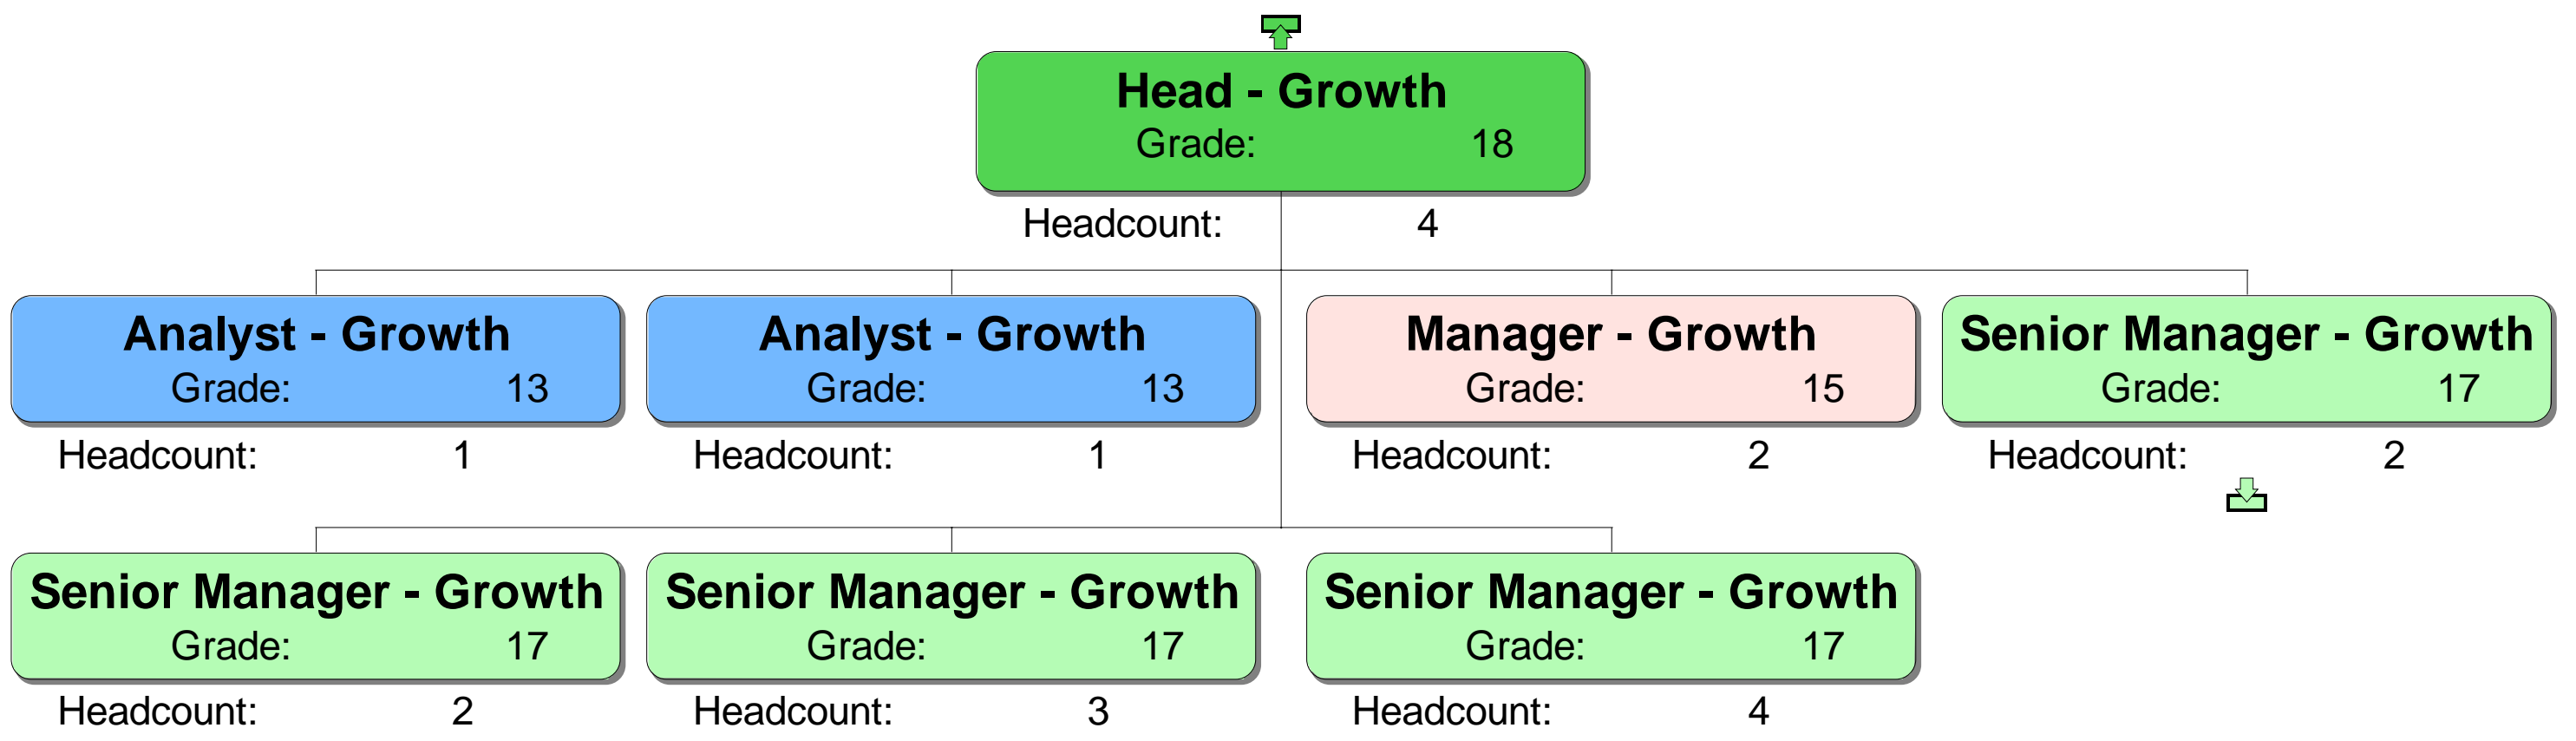 Head - Growth
Grade: 18
Headcount: 4
Analyst - Growth
Grade: 13
Headcount: 1
Analyst - Growth
Grade: 13
Headcount: 1
Manager - Growth
Grade: 15
Headcount: 2
Senior Manager - Growth
Grade: 17
Headcount: 2
Senior Manager - Growth
Grade: 17
Headcount: 2
Senior Manager - Growth
Grade: 17
Headcount: 3
Senior Manager - Growth
Grade: 17
Headcount: 4